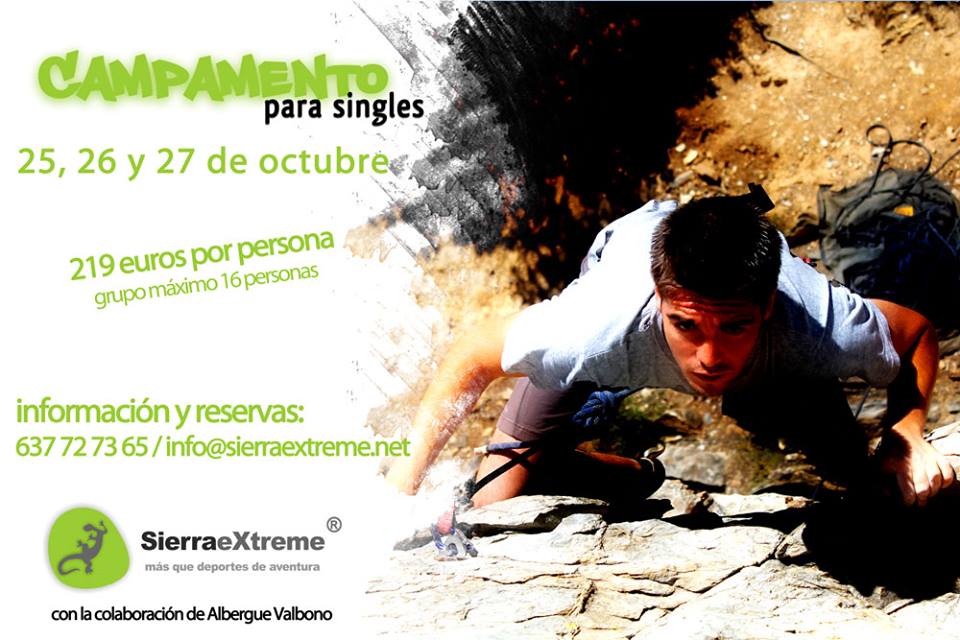 CAMPAMENTO
para singles
25, 26 y 27 de octubre
219 euros por persona
grupo máximo 16 personas
información y reservas:
637 72 73 65 / info@sierraextreme.net
SierraeXtreme®
más que deportes de aventura
con la colaboración de Albergue Valbono